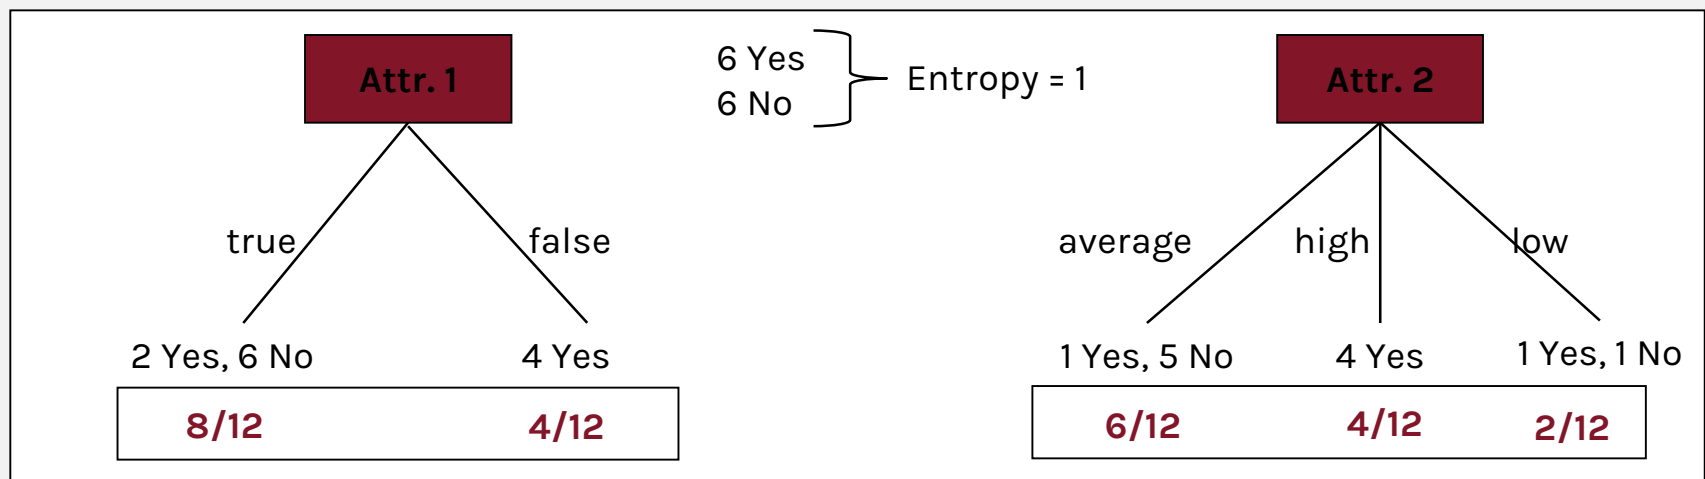 Attr. 1
6 Yes
6 No
Entropy = 1
Attr. 2
true
false
average
high
low
2 Yes, 6 No
4 Yes
1 Yes, 5 No
4 Yes
1 Yes, 1 No
8/12
4/12
6/12
4/12
2/12